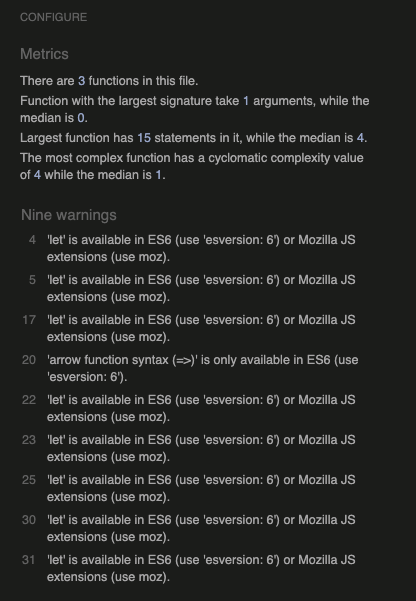 CONFIGURE
Metrics
There are 3 functions in this file.
Function with the largest signature take 1 arguments, while the
median is 0.
Largest function has 15 statements in it, while the median is 4.
The most complex function has a cyclomatic complexity value
of 4 while the median is 1.
Nine warnings
4 'let' is available in ES6 (use 'esversion: 6') or Mozilla JS
extensions (use moz).
5 'let' is available in ES6 (use 'esversion: 6') or Mozilla JS
extensions (use moz).
17 'let' is available in ES6 (use 'esversion: 6') or Mozilla JS
extensions (use moz).
20 'arrow function syntax (=>)' is only available in ES6 (use
'esversion: 6').
22 'let' is available in ES6 (use 'esversion: 6') or Mozilla JS
extensions (use moz).
23 'let' is available in ES6 (use 'esversion: 6') or Mozilla JS
extensions (use moz).
25 'let' is available in ES6 (use 'esversion: 6') or Mozilla JS
extensions (use moz).
30 'let' is available in ES6 (use 'esversion: 6') or Mozilla JS
extensions (use moz).
31 'let' is available in ES6 (use 'esversion: 6') or Mozilla JS
extensions (use moz).